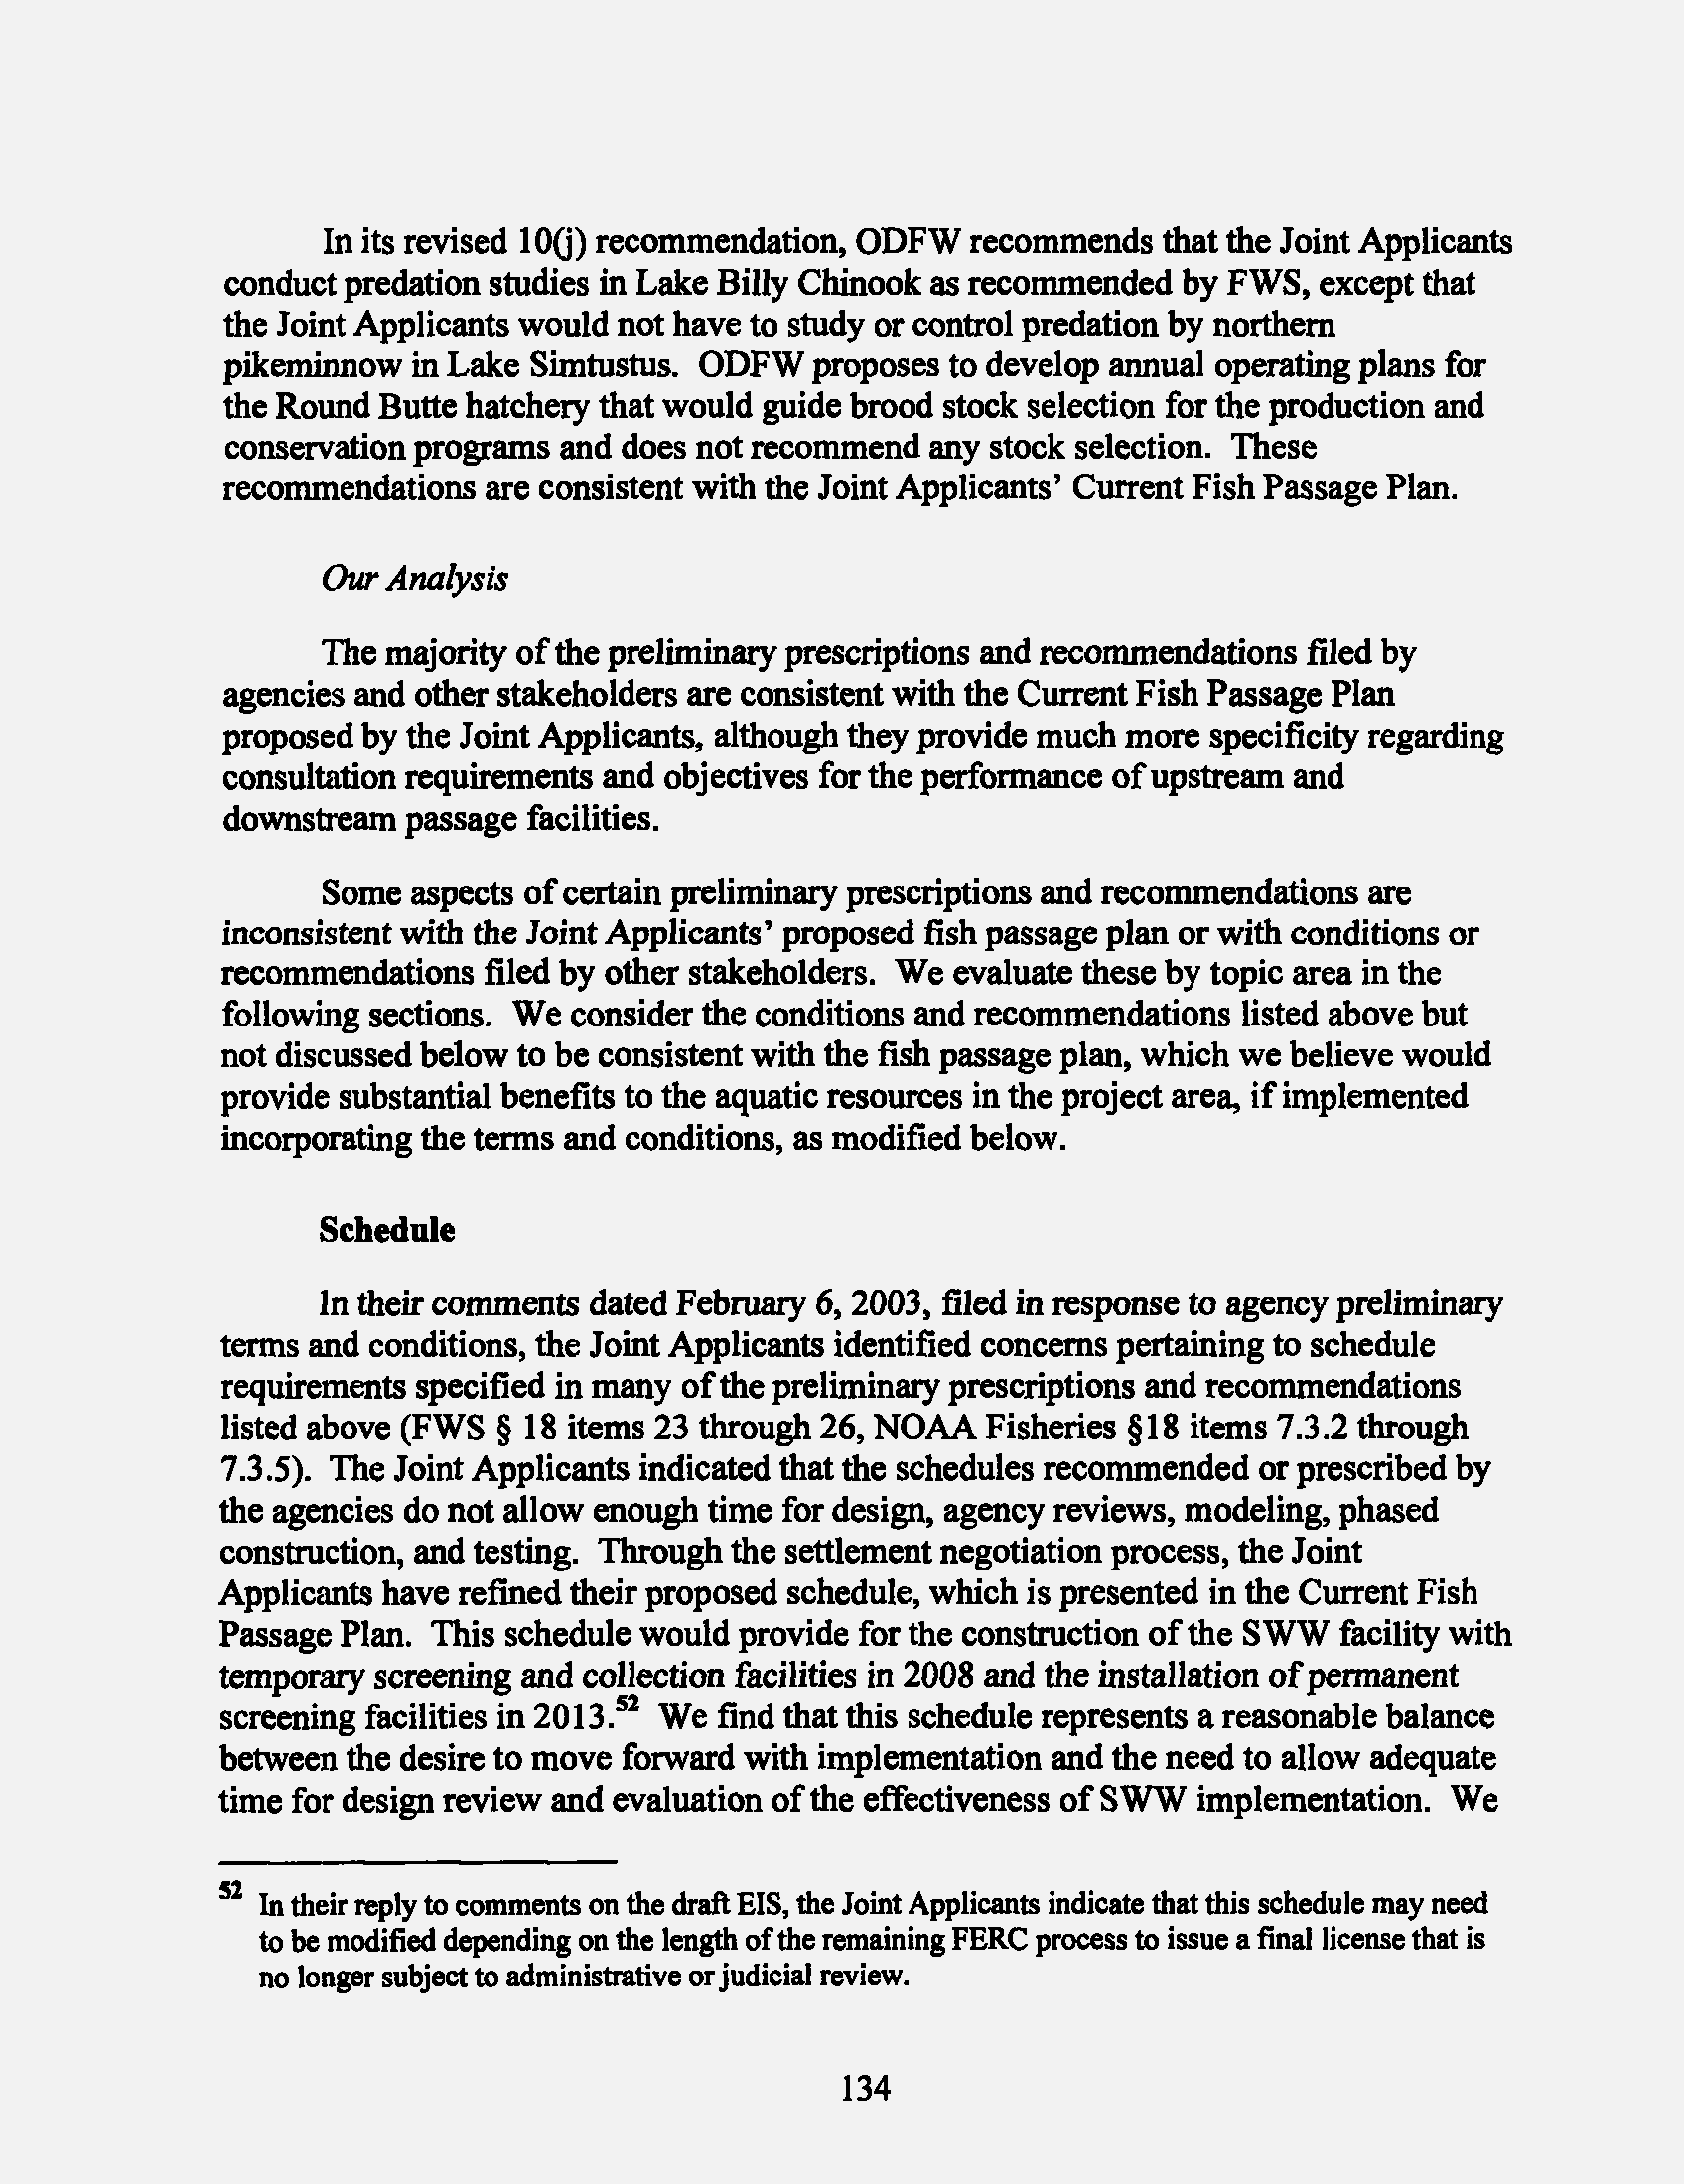 In its revised 10(j) recommendation, ODFW recommends that the Joint Applicants
conduct predation studies in Lake Billy Chinook as recommended by FWS, except that
the Joint Applicants would not have to study or control predation by northern
pikeminnow in Lake Simtustus.  ODFW proposes to develop annual operating plans for
the Round Butte hatchery that would guide brood stock selection for the production and
conservation programs and does not recommend any stock selection.  These
recommendations are consistent with the Joint Applicants' Current Fish Passage Plan.
Our Analysis
The majority of the preliminary prescriptions and recommendations filed by
agencies and other stakeholders are consistent with the Current Fish Passage Plan
proposed by the Joint Applicants, although they provide much more specificity regarding
consultation requirements and objectives for the performance of upstream and
downstream passage facilities.
Some aspects of certain preliminary prescriptions and recommendations are
inconsistent with the Joint Applicants' proposed fish passage plan or with conditions or
recommendations filed by other stakeholders.  We evaluate these by topic area in the
following sections.  We consider the conditions and recommendations listed above but
not discussed below to be consistent with the fish passage plan, which we believe would
provide substantial benefits to the aquatic resources in the project area, if implemented
incorporating the terms and conditions, as modified below.
Schedule
In their comments dated February 6, 2003, filed in response to agency preliminary
terms and conditions, the Joint Applicants identified concerns pertaining to schedule
requirements specified in many of the preliminary prescriptions and recommendations
listed above (FWS § 18 items 23 through 26, NOAA Fisheries §18 items 7.3.2 through
7.3.5).  The Joint Applicants indicated that the schedules recommended or prescribed by
the agencies do not allow enough time for design, agency reviews, modeling, phased
construction, and testing.  Through the settlement negotiation process, the Joint
Applicants have refined their proposed schedule, which is presented in the Current Fish
Passage Plan.  This schedule would provide for the construction of the SWW facility with
temporary screening and collection facilities in 2008 and the installation of permanent
screening facilities in 2013.52  We find that this schedule represents a reasonable balance
between the desire to move forward with implementation and the need to allow adequate
time for design review and evaluation of the effectiveness of SWW implementation.  We
52 In their reply to comments on the draft EIS, the Joint Applicants indicate that this schedule may need
to be modified depending on the length of the remaining FERC process to issue a final license that is
no longer subject to administrative or judicial review.
134